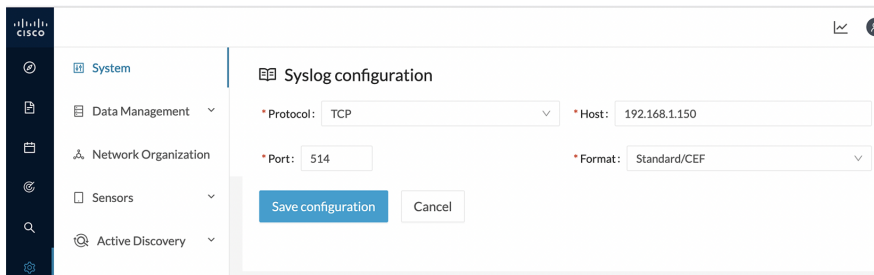 CISCO
System
Data Management
Network Organization
Sensors
Active Discovery
Syslog configuration
* Protocol: TCP
* Host: 192.168.1.150
* Port: 514
* Format: Standard/CEF
Save configuration
Cancel